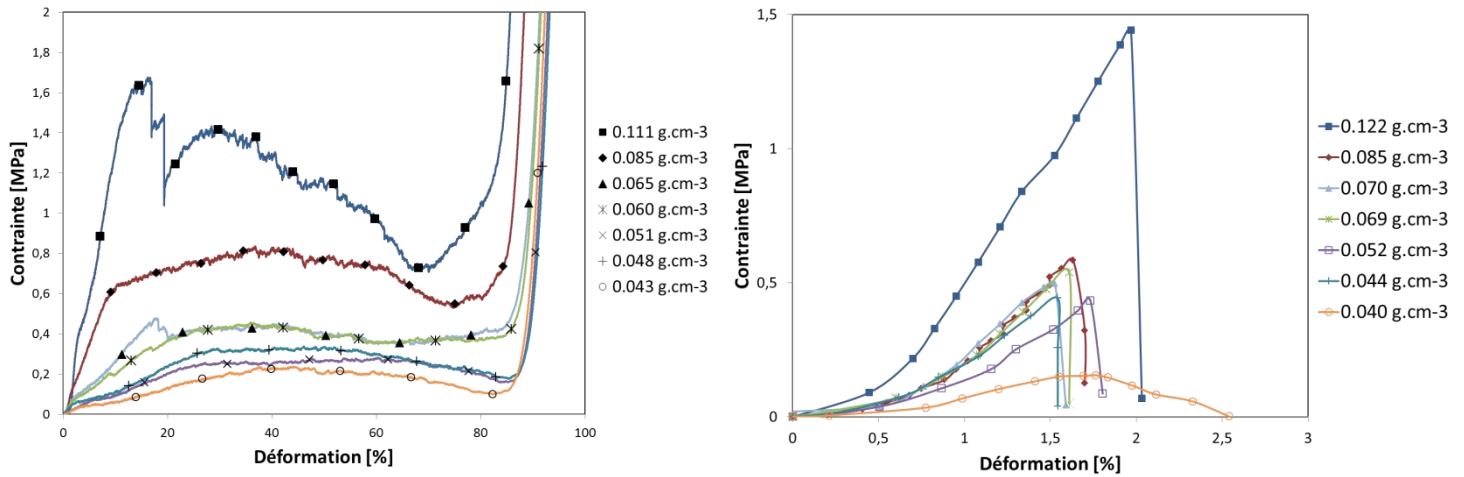 Contrainte [MPa]
2
1,8
1,6
1,4
1,2
1
0,8
0,6
0,4
0,2
0
0 20 40 60 80 100
Déformation [%]
0.111 g.cm-3
0.085 g.cm-3
0.065 g.cm-3
0.060 g.cm-3
0.051 g.cm-3
0.048 g.cm-3
0.043 g.cm-3
Contrainte [MPa]
1,5
1
0,5
0
0 0,5 1 1,5 2 2,5 3
Déformation [%]
0.122 g.cm-3
0.085 g.cm-3
0.070 g.cm-3
0.069 g.cm-3
0.052 g.cm-3
0.044 g.cm-3
0.040 g.cm-3